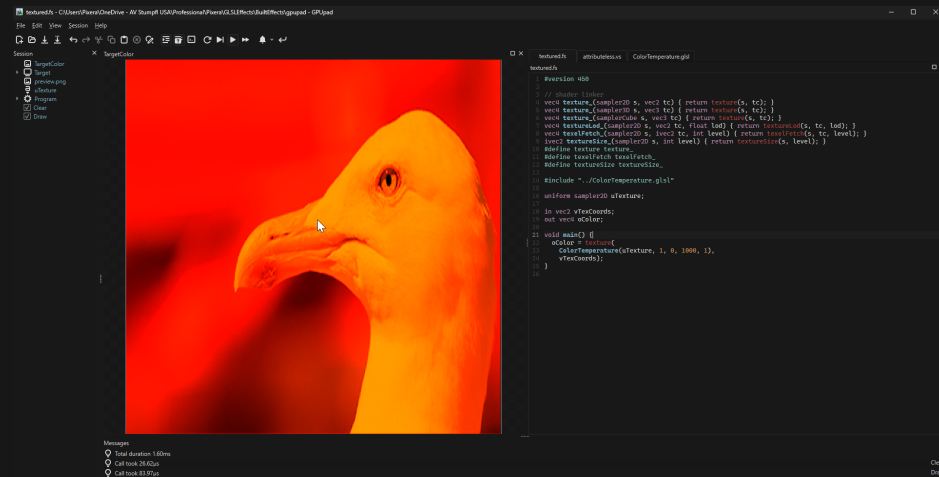 textured.fs - C:\Users\Pixera\OneDrive - AV Stumpfl USA\Professional\Pixera\GLSLEffects\BuiltEffects\gpupad - GPUpad
File Edit View Session Help
Session
TargetColor
Target
preview.png
uTexture
Program
Clear
Draw
TargetColor
textured.fs attributeless.vs ColorTemperature.glsl
textured.fs
1 #version 450
2
3 // shader linker
4 vec4 texture_(sampler2D s, vec2 tc) { return texture(s, tc); }
5 vec4 texture_(sampler3D s, vec3 tc) { return texture(s, tc); }
6 vec4 texture_(samplerCube s, vec3 tc) { return texture(s, tc); }
7 vec4 textureLod_(sampler2D s, vec2 tc, float lod) { return textureLod(s, tc, lod); }
8 vec4 texelFetch_(sampler2D s, ivec2 tc, int level) { return texelFetch(s, tc, level); }
9 ivec2 textureSize_(sampler2D s, int level) { return textureSize(s, level); }
10 #define texture texture_
11 #define texelFetch texelFetch_
12 #define textureSize textureSize_
13
14 #include "../ColorTemperature.glsl"
15
16 uniform sampler2D uTexture;
17
18 in vec2 vTexCoords;
19 out vec4 oColor;
20
21 void main() {
22 oColor = texture(
23 ColorTemperature(uTexture, 1, 0, 1000, 1),
24 vTexCoords);
25 }
26
Messages
Total duration 1.60ms
Call took 26.62µs
Call took 83.97µs
Cle
Dra